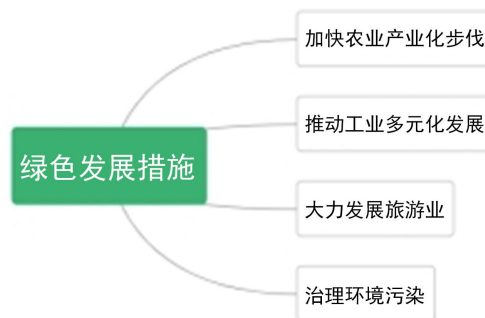 加快农业产业化步伐
推动工业多元化发展
绿色发展措施
大力发展旅游业
治理环境污染